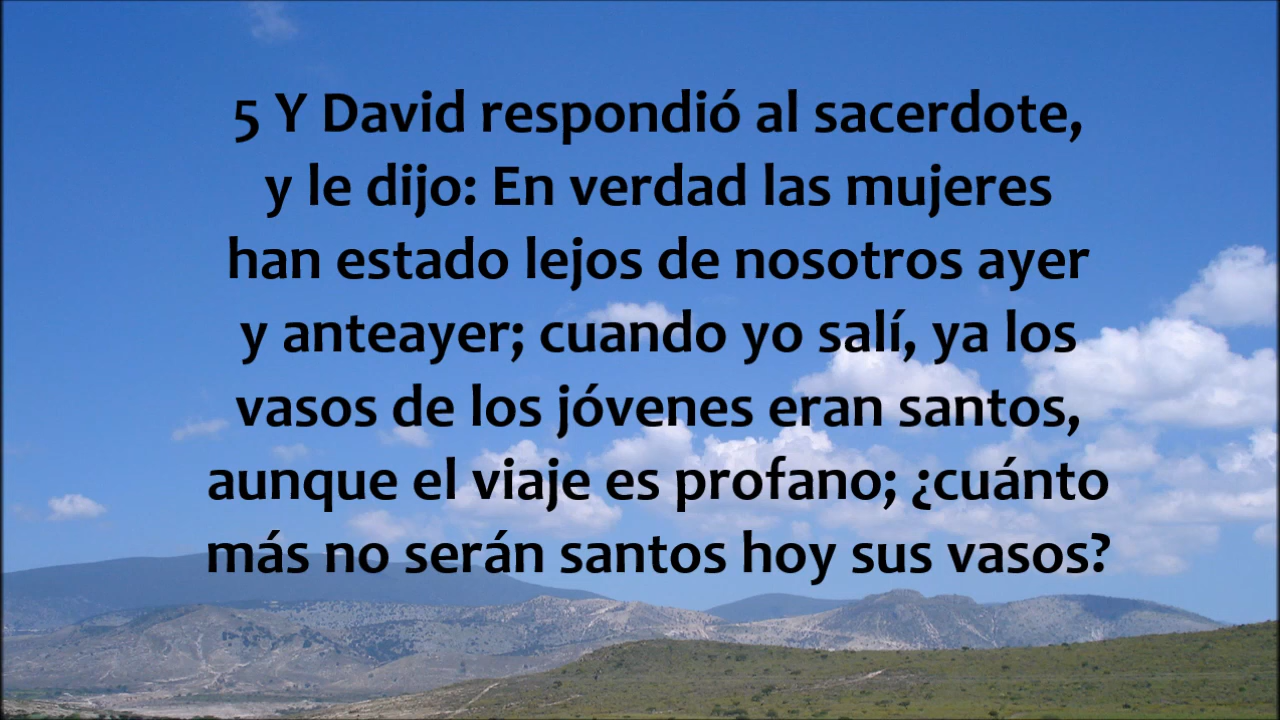 5 Y David respondió al sacerdote,
y le dijo: En verdad las mujeres
han estado lejos de nosotros ayer
y anteayer; cuando yo salí, ya los
vasos de los jóvenes eran santos,
aunque el viaje es profano; ¿cuánto
más no serán santos hoy sus vasos?